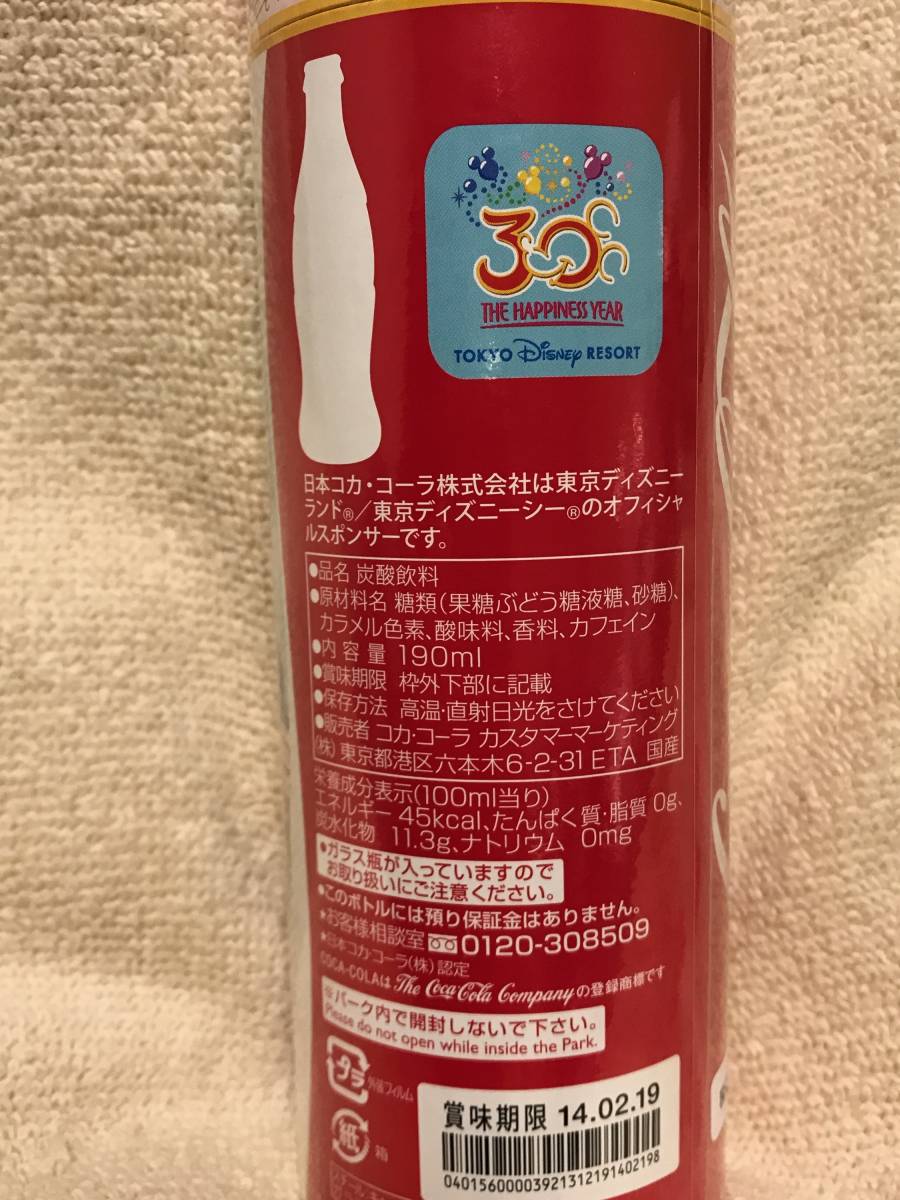 30th
THE HAPPINESS YEAR
TOKYO Disney RESORT
日本コカ・コーラ株式会社は東京ディズニー
ランド®/東京ディズニーシー®のオフィシャ
ルスポンサーです。
●品名 炭酸飲料
●原材料名 糖類(果糖ぶどう糖液糖、砂糖)、
カラメル色素、酸味料、香料、カフェイン
●内容量 190ml
●賞味期限 枠外下部に記載
●保存方法 高温・直射日光をさけてください
●販売者 コカ・コーラ カスタマーマーケティング
(株) 東京都港区六本木6-2-31 ETA 国産
栄養成分表示(100ml当り)
エネルギー 45kcal、たんぱく質・脂質 0g、
炭水化物 11.3g、ナトリウム 0mg
●ガラス瓶が入っていますので
お取り扱いにご注意ください。
●このボトルには預り保証金はありません。
★お客様相談室 0120-308509
★日本コカ・コーラ(株)認定
COCA-COLAは The Coca-Cola Company の登録商標です
※パーク内で開封しないで下さい。
Please do not open while inside the Park.
プラ 外装フィルム
紙 箱
賞味期限 14.02.19
04015600003921312191402198